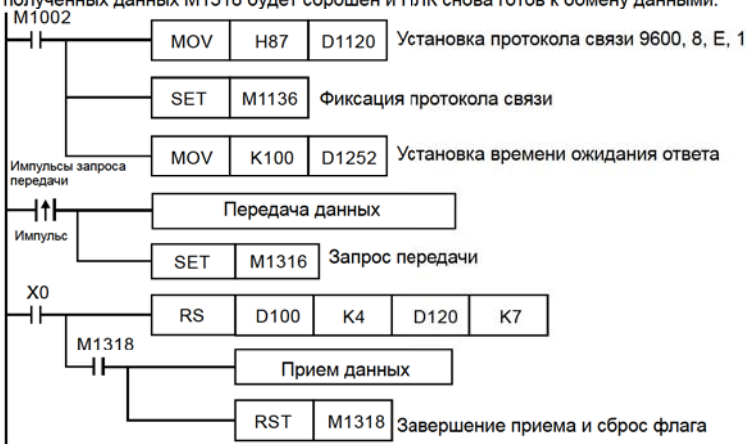 полученных данных M1318 будет сброшен и ПЛК снова готов к обмену данными.
M1002
MOV H87 D1120 Установка протокола связи 9600, 8, E, 1
SET M1136 Фиксация протокола связи
MOV K100 D1252 Установка времени ожидания ответа
Импульсы запроса
передачи
Передача данных
Импульс
SET M1316 Запрос передачи
X0
RS D100 K4 D120 K7
M1318
Прием данных
RST M1318 Завершение приема и сброс флага